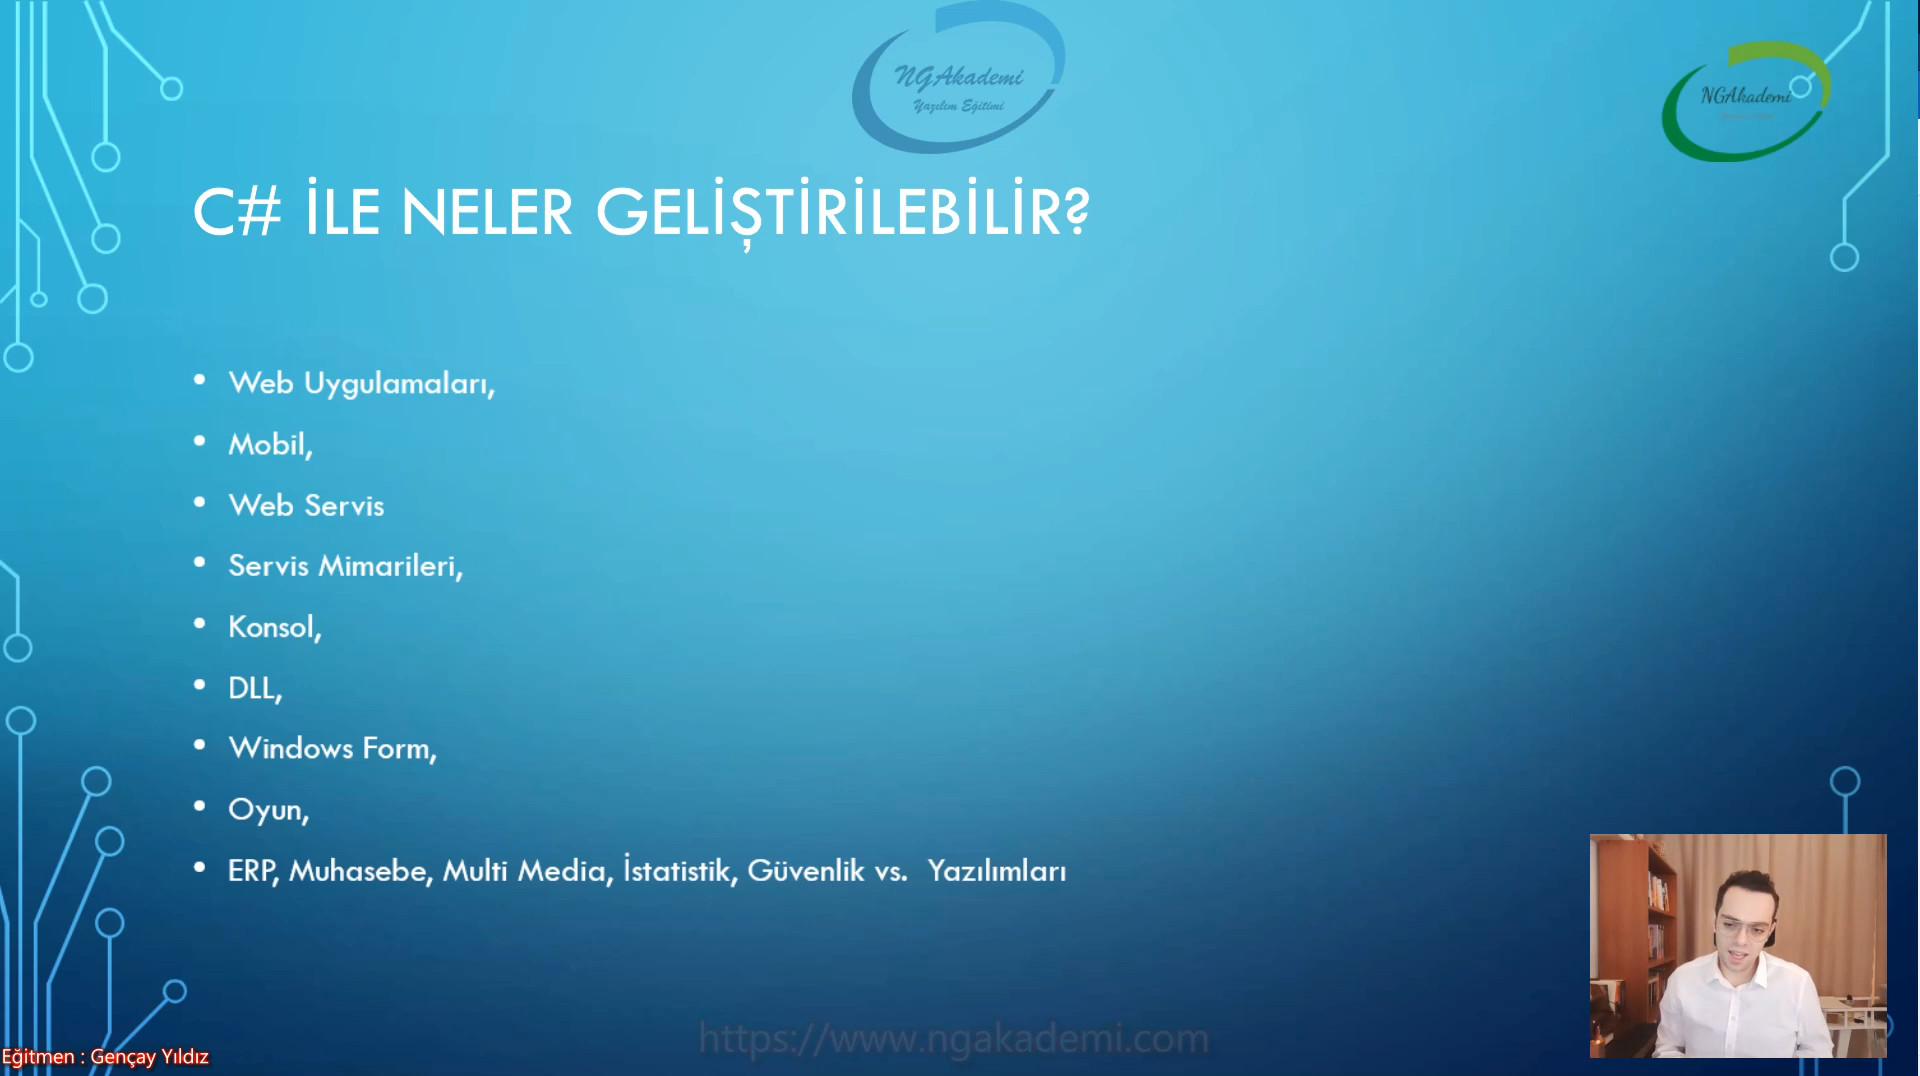 NGAkademi
Yazılım Eğitimi
NGAkademi
C# İLE NELER GELİŞTİRİLEBİLİR?
• Web Uygulamaları,
• Mobil,
• Web Servis
• Servis Mimarileri,
• Konsol,
• DLL,
• Windows Form,
• Oyun,
• ERP, Muhasebe, Multi Media, İstatistik, Güvenlik vs.  Yazılımları
https://www.ngakademi.com
Eğitmen : Gençay Yıldız